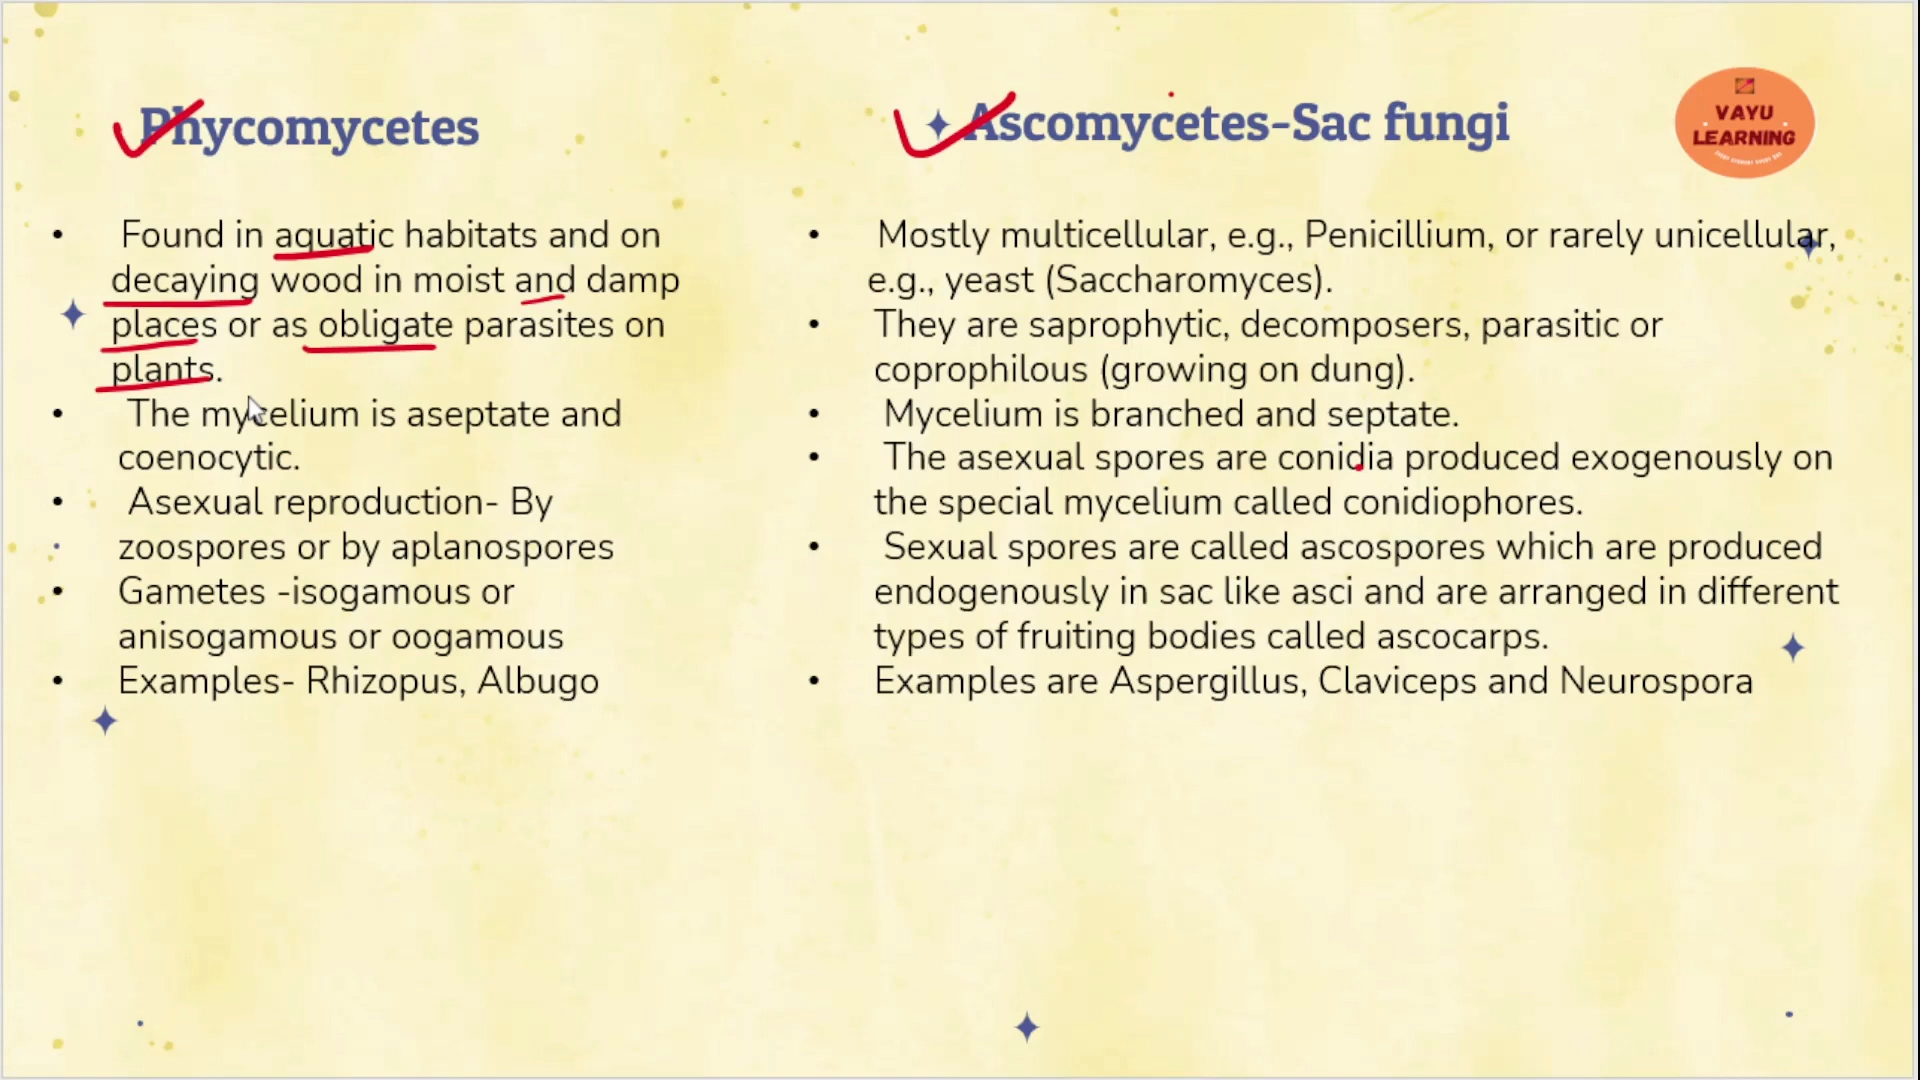 Phycomycetes
• Found in aquatic habitats and on
decaying wood in moist and damp
places or as obligate parasites on
plants.
• The mycelium is aseptate and
coenocytic.
• Asexual reproduction- By
• zoospores or by aplanospores
• Gametes -isogamous or
anisogamous or oogamous
• Examples- Rhizopus, Albugo
Ascomycetes-Sac fungi
• Mostly multicellular, e.g., Penicillium, or rarely unicellular,
e.g., yeast (Saccharomyces).
• They are saprophytic, decomposers, parasitic or
coprophilous (growing on dung).
• Mycelium is branched and septate.
• The asexual spores are conidia produced exogenously on
the special mycelium called conidiophores.
• Sexual spores are called ascospores which are produced
endogenously in sac like asci and are arranged in different
types of fruiting bodies called ascocarps.
• Examples are Aspergillus, Claviceps and Neurospora
VAYU
LEARNING